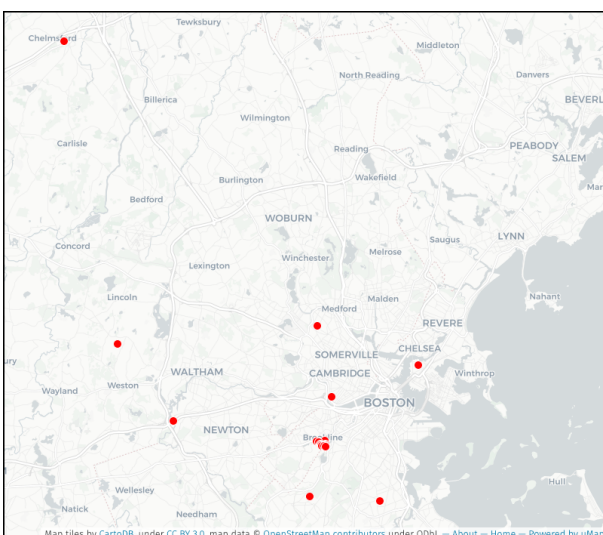 Tewksbury
Chelmsford
Middleton
North Reading
Danvers
Billerica
BEVERL
Wilmington
Carlisle
Reading
PEABODY
SALEM
Wakefield
Burlington
Mar
Bedford
WOBURN
LYNN
Saugus
Concord
Melrose
Winchester
Lexington
Lincoln
Nahant
Malden
Medford
REVERE
CHELSEA
SOMERVILLE
WALTHAM
CAMBRIDGE
Winthrop
Weston
ury
Wayland
BOSTON
NEWTON
Brookline
Hull
Wellesley
Natick
Needham
Map tiles by CartoDB, under CC BY 3.0. map data © OpenStreetMap contributors under ODbL — About — Home — Powered by uMap